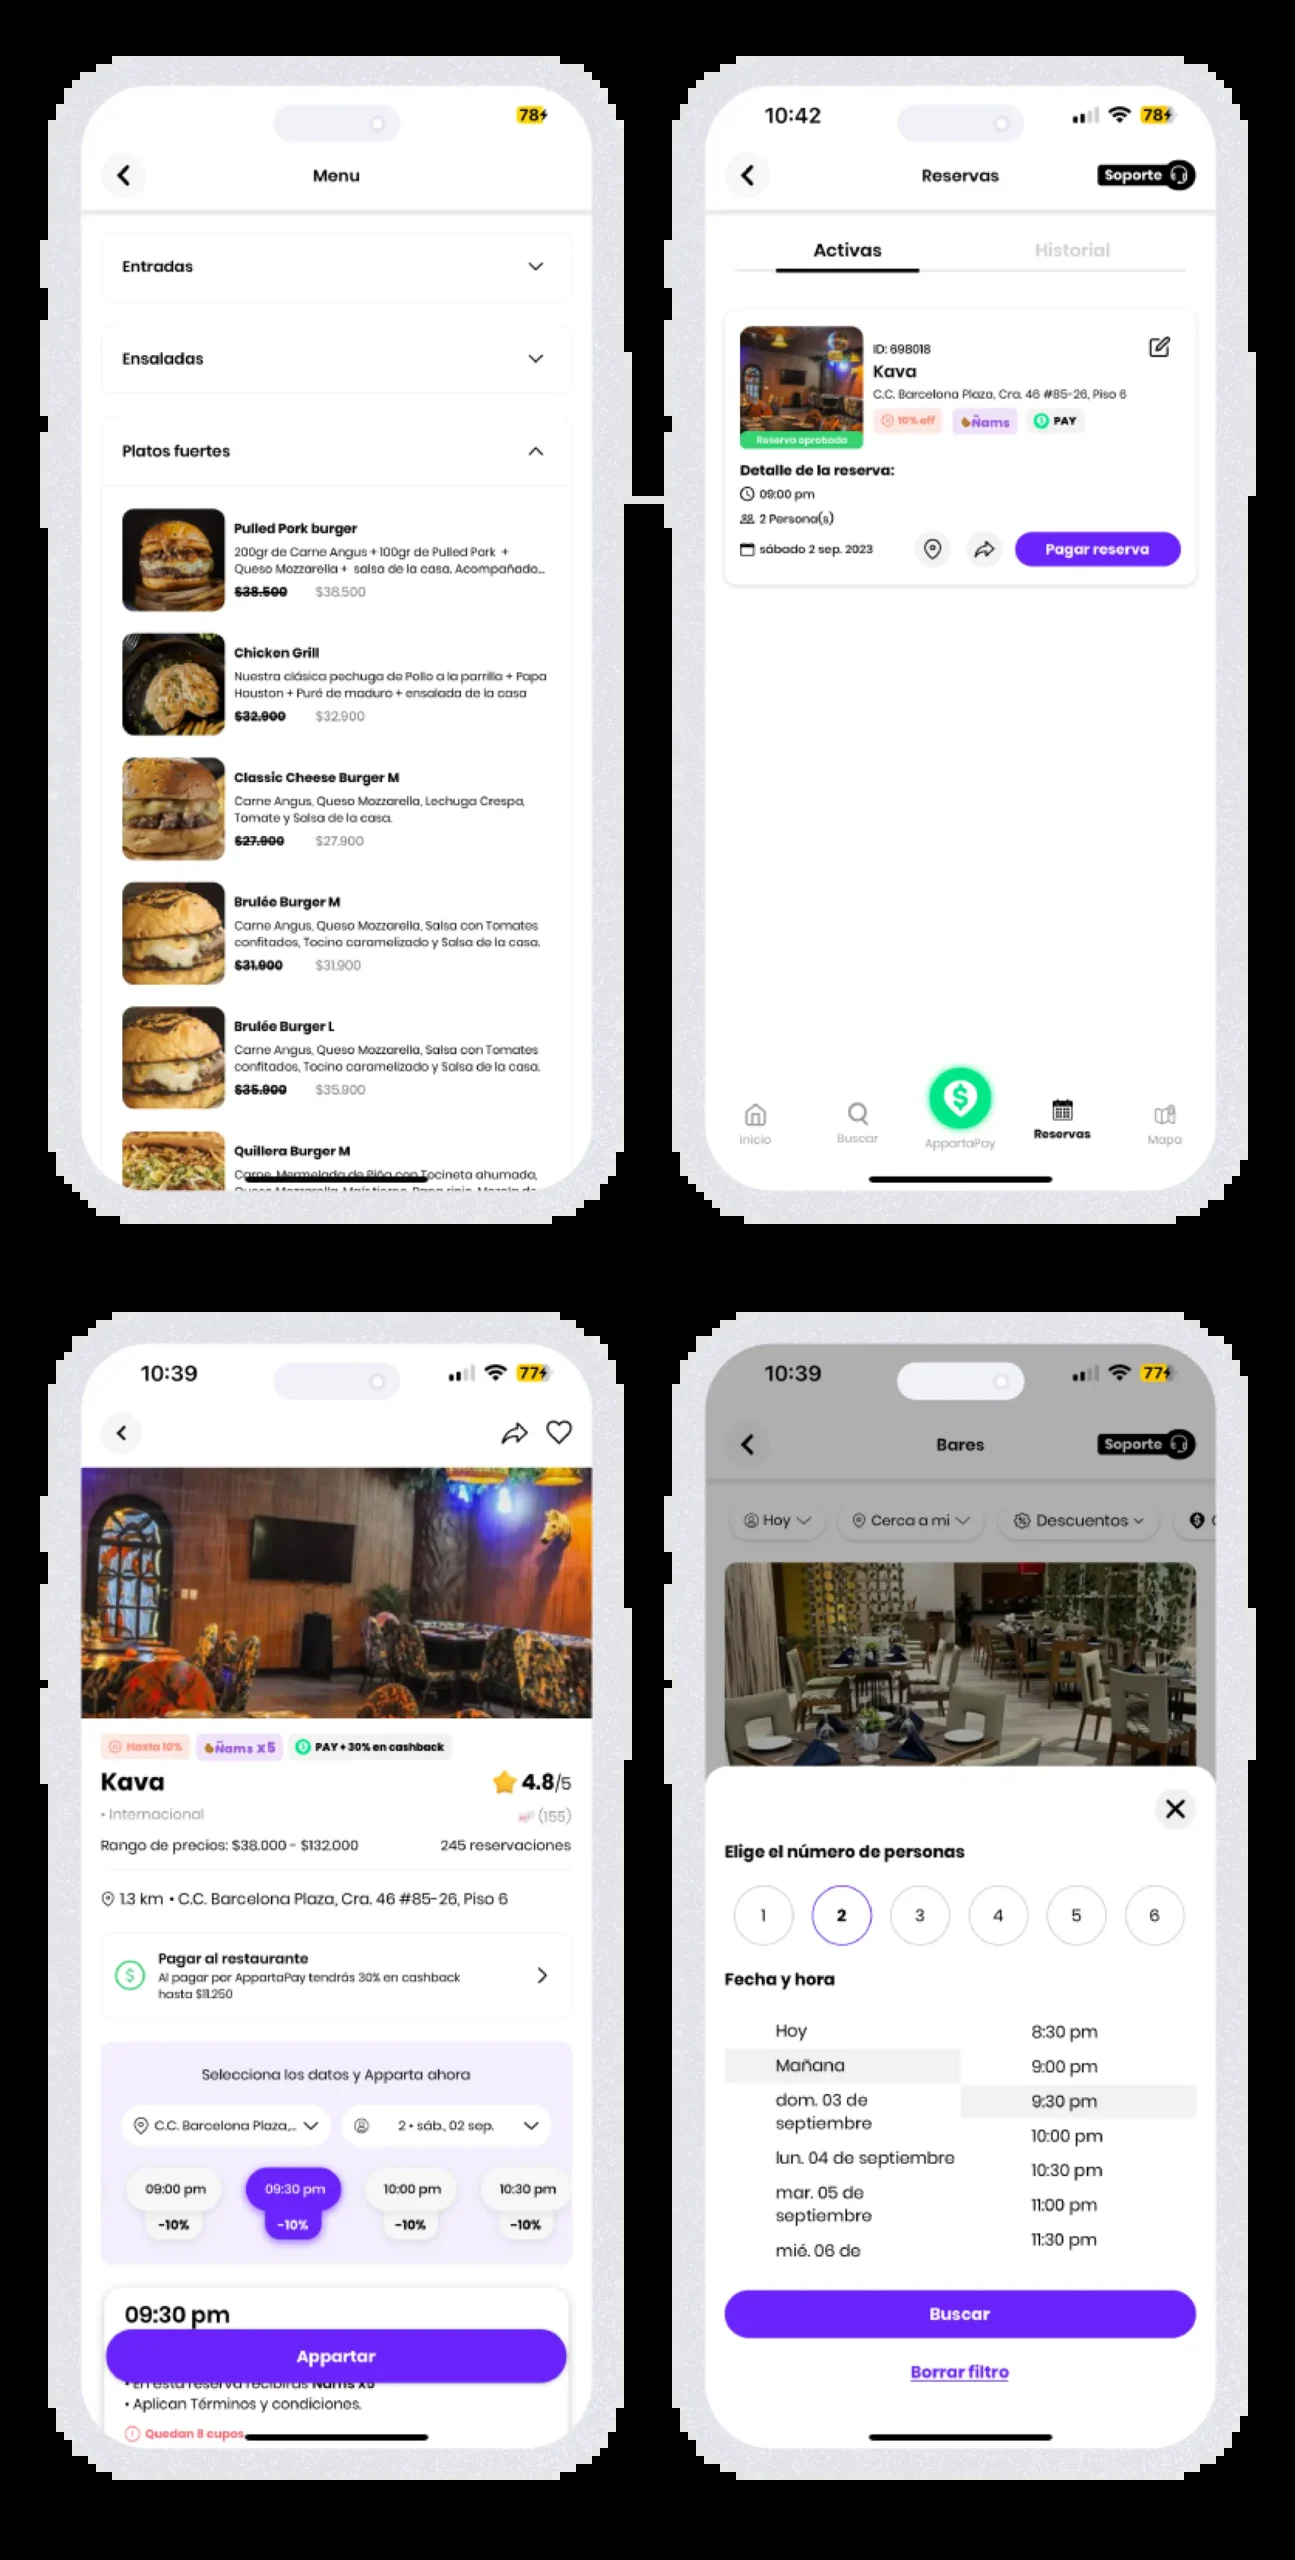 78
Menu
Entradas
Ensaladas
Platos fuertes
Pulled Pork burger
200gr de Carne Angus + 100gr de Pulled Pork +
Queso Mozzarella + salsa de la casa. Acompañado...
$38.500 $38.500
Chicken Grill
Nuestra clásica pechuga de Pollo a la parrilla + Papa
Houston + Puré de maduro + ensalada de la casa
$32.900 $32.900
Classic Cheese Burger M
Carne Angus, Queso Mozzarella, Lechuga Crespa,
Tomate y Salsa de la casa.
$27.900 $27.900
Brulée Burger M
Carne Angus, Queso Mozzarella, Salsa con Tomates
confitados, Tocino caramelizado y Salsa de la casa.
$31.900 $31.900
Brulée Burger L
Carne Angus, Queso Mozzarella, Salsa con Tomates
confitados, Tocino caramelizado y Salsa de la casa.
$35.900 $35.900
Quillera Burger M
Carne, Mermelada de Piña con Tocineta ahumada,
10:42 78
Reservas Soporte
Activas Historial
ID: 698018
Kava
C.C. Barcelona Plaza, Cra. 46 #85-26, Piso 6
10% off Ñams PAY
Reserva aprobada
Detalle de la reserva:
09:00 pm
2 Persona(s)
sábado 2 sep. 2023 Pagar reserva
Inicio Buscar AppartaPay Reservas Mapa
10:39 77
Hasta 10% Ñams X5 PAY + 30% en cashback
Kava 4.8/5
• Internacional (155)
Rango de precios: $38.000 - $132.000 245 reservaciones
1.3 km • C.C. Barcelona Plaza, Cra. 46 #85-26, Piso 6
Pagar al restaurante
Al pagar por AppartaPay tendrás 30% en cashback
hasta $11.250
Selecciona los datos y Apparta ahora
C.C. Barcelona Plaza,... 2 • sáb., 02 sep.
09:00 pm 09:30 pm 10:00 pm 10:30 pm
-10% -10% -10% -10%
09:30 pm
Appartar
• En esta reserva recibirás Ñams x5
• Aplican Términos y condiciones.
Quedan 8 cupos
10:39 77
Bares Soporte
Hoy Cerca a mi Descuentos
Elige el número de personas
1 2 3 4 5 6
Fecha y hora
Hoy 8:30 pm
Mañana 9:00 pm
dom. 03 de
septiembre 9:30 pm
lun. 04 de septiembre 10:00 pm
mar. 05 de
septiembre 10:30 pm
11:00 pm
mié. 06 de 11:30 pm
Buscar
Borrar filtro